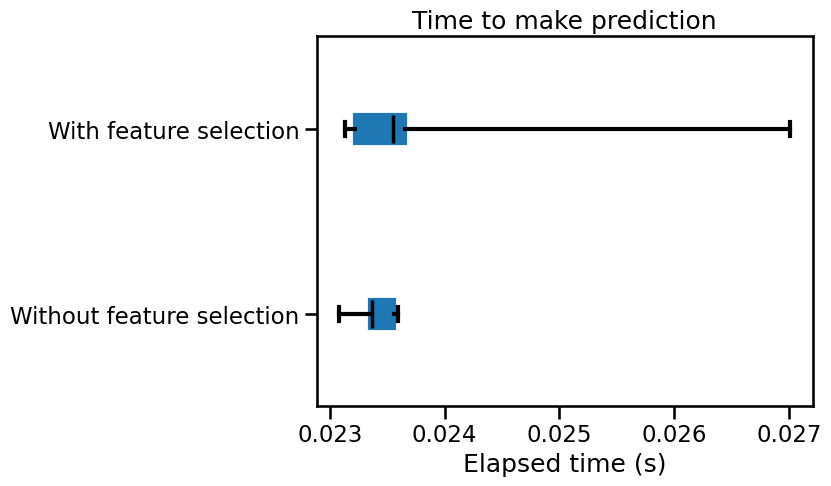 Time to make prediction
With feature selection
Without feature selection
0.023 0.024 0.025 0.026 0.027
Elapsed time (s)